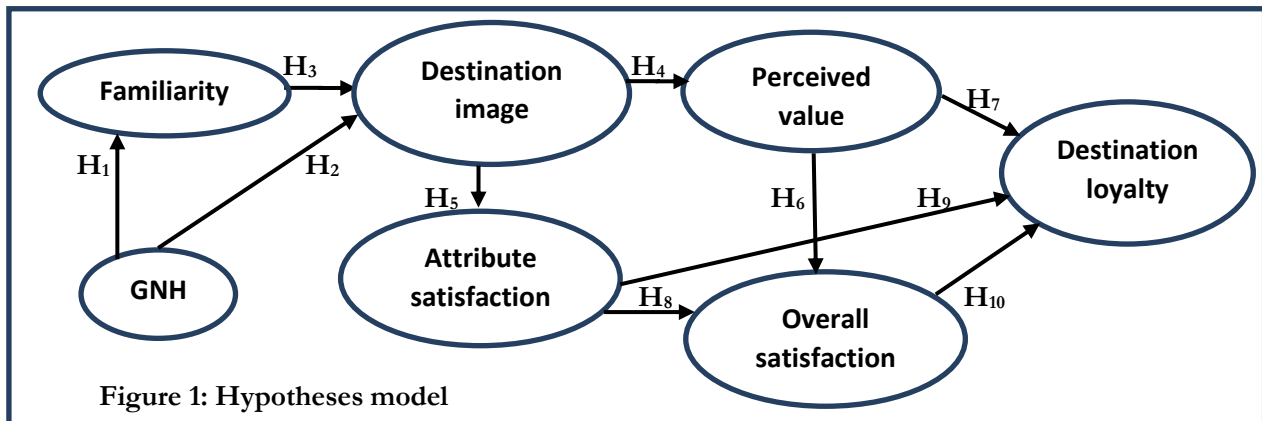 H3
Familiarity
Destination
image
H4
Perceived
value
H7
Destination
loyalty
H1
H2
H5
H6
H9
GNH
Attribute
satisfaction
H8
Overall
satisfaction
H10
Figure 1: Hypotheses model